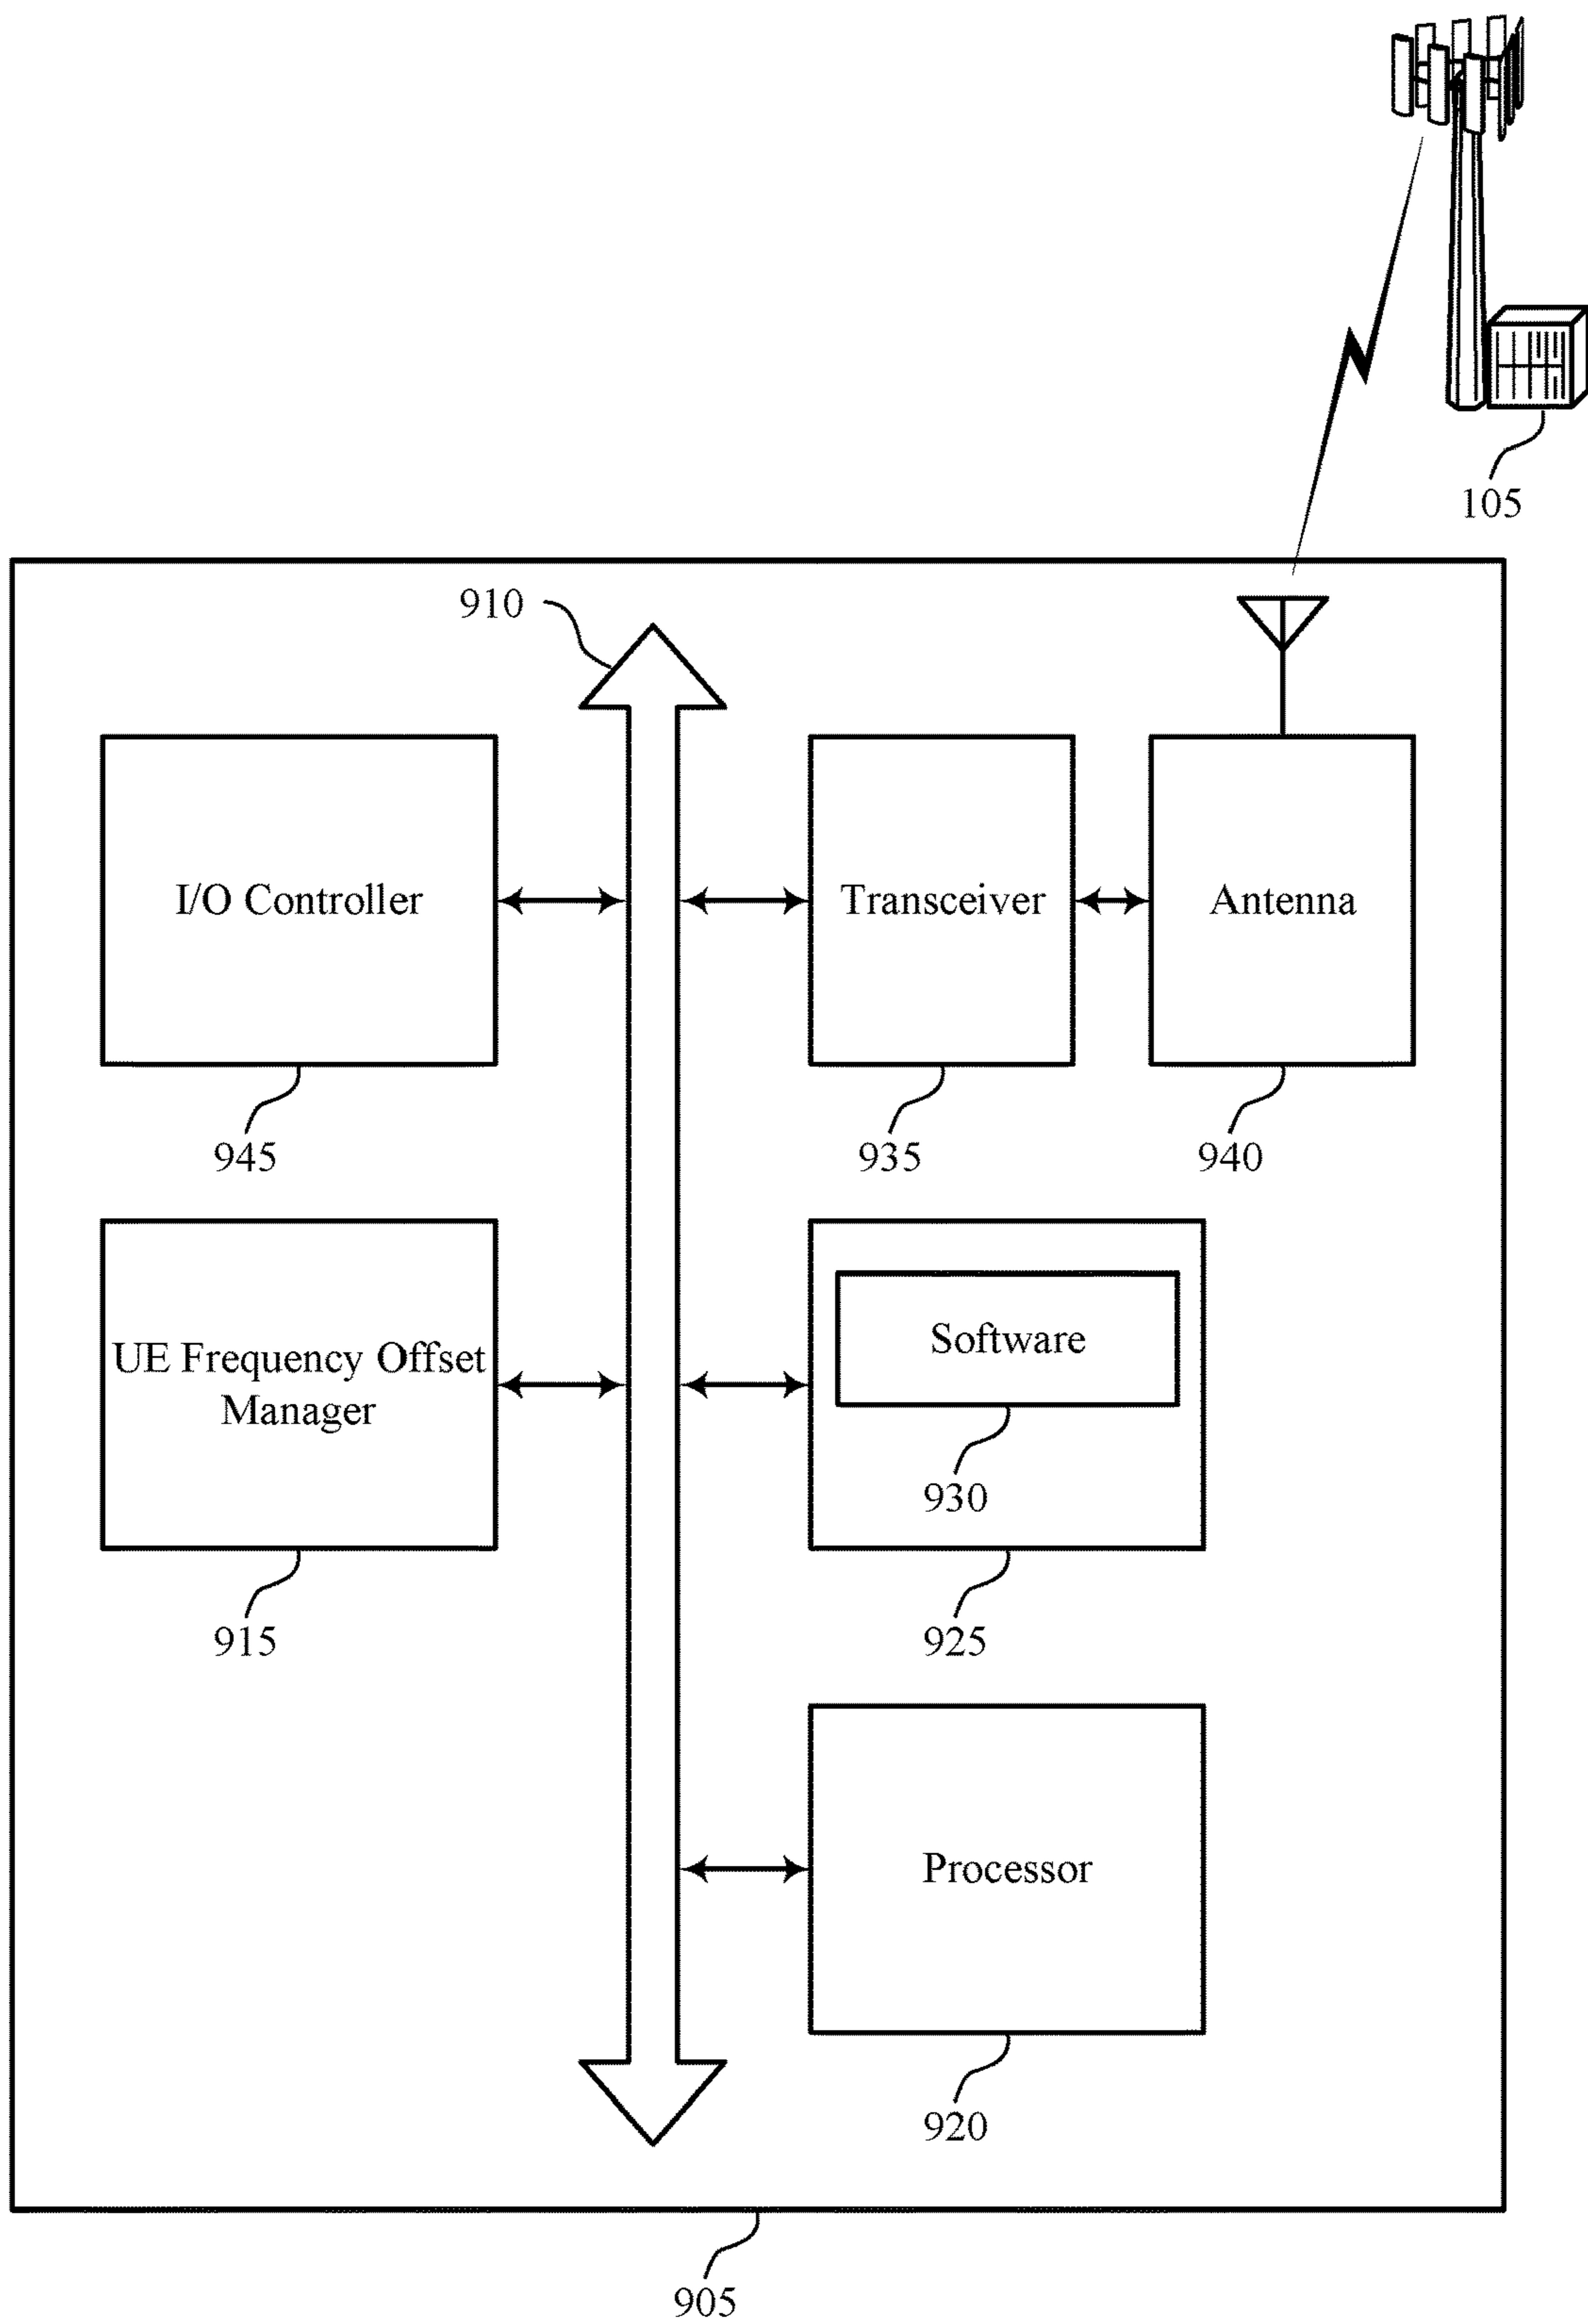 105
910
I/O Controller
Transceiver
Antenna
945
935
940
UE Frequency Offset
Manager
Software
930
915
925
Processor
920
905